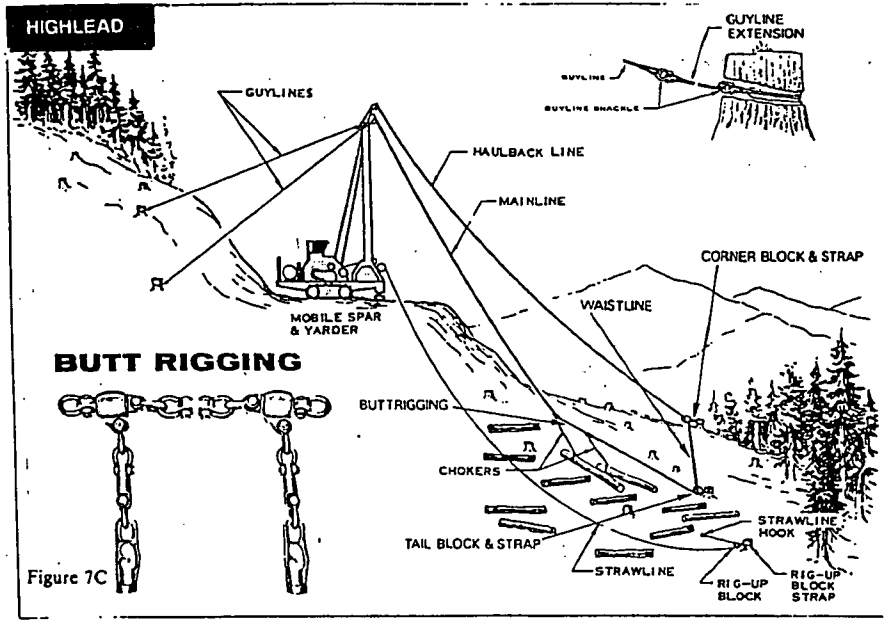 HIGHLEAD
GUYLINE
EXTENSION
GUYLINE
GUYLINE SHACKLE
GUYLINES
HAULBACK LINE
MAINLINE
CORNER BLOCK & STRAP
WAISTLINE
MOBILE SPAR
& YARDER
BUTT RIGGING
BUTTRIGGING
CHOKERS
TAIL BLOCK & STRAP
STRAWLINE
HOOK
STRAWLINE
RIG-UP
BLOCK
RIG-UP
BLOCK
STRAP
Figure 7C